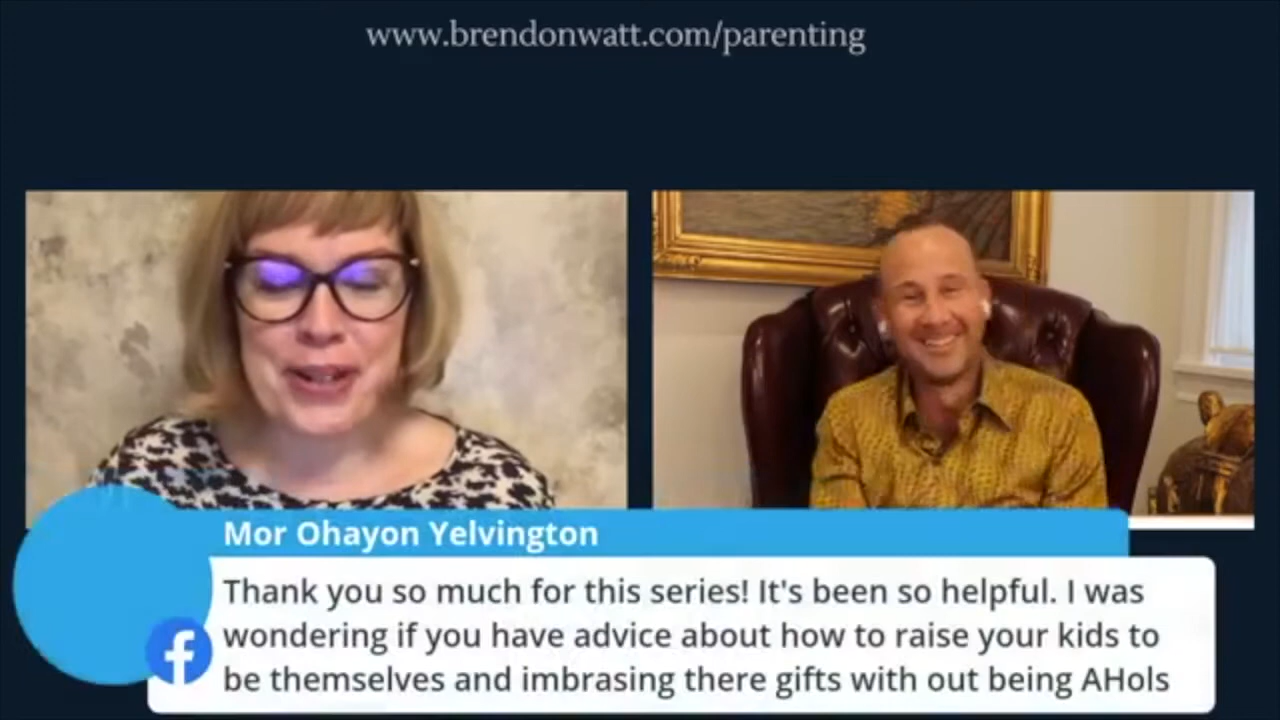 www.brendonwatt.com/parenting
Mor Ohayon Yelvington
Thank you so much for this series! It's been so helpful. I was
wondering if you have advice about how to raise your kids to
be themselves and imbrasing there gifts with out being AHols